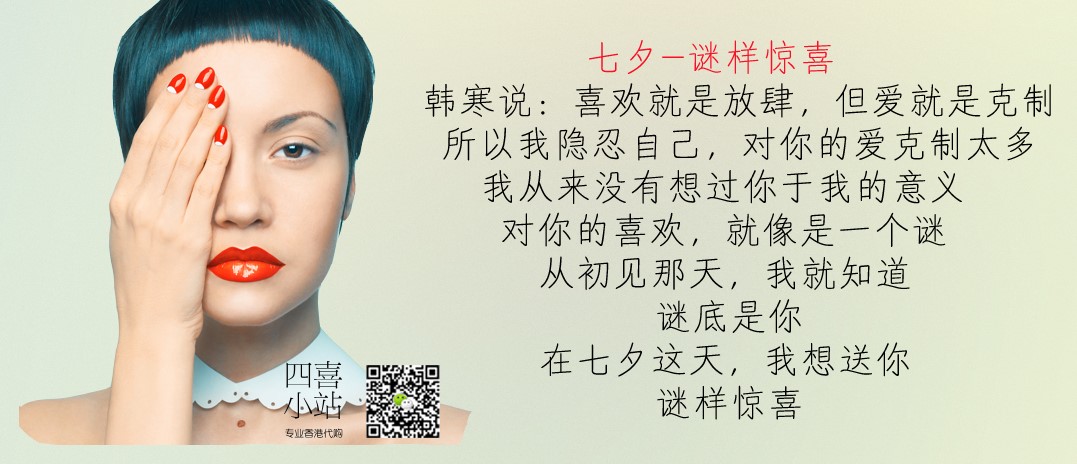 七夕-谜样惊喜
韩寒说：喜欢就是放肆，但爱就是克制
所以我隐忍自己，对你的爱克制太多
我从来没有想过你于我的意义
对你的喜欢，就像是一个谜
从初见那天，我就知道
谜底是你
在七夕这天，我想送你
谜样惊喜
四喜
小站
专业香港代购